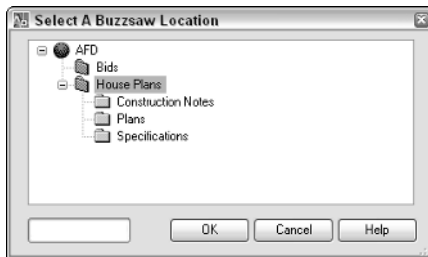 Select A Buzzsaw Location
AFD
Bids
House Plans
Construction Notes
Plans
Specifications
OK Cancel Help